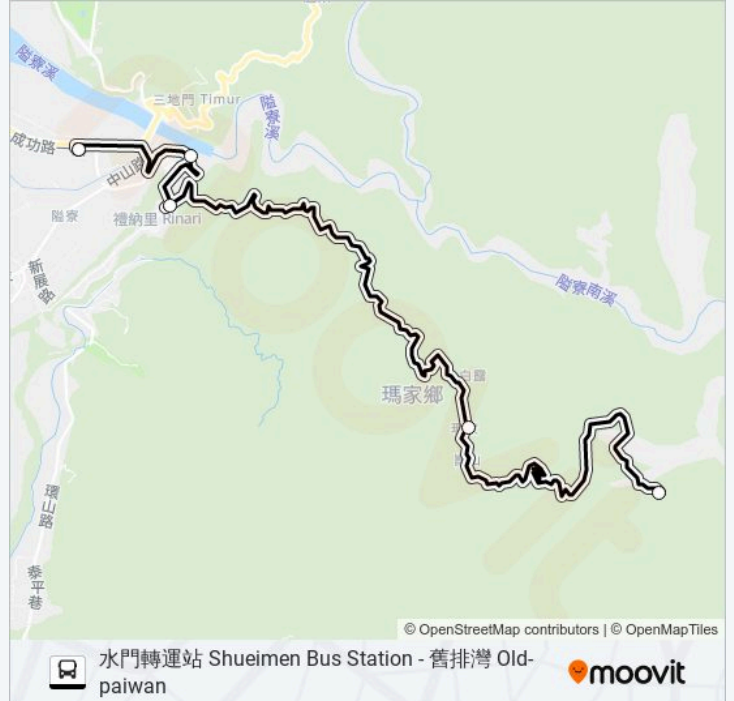 隘寮溪
三地門 Timur
隘寮溪
成功路
中山路
隘寮
禮納里 Rinari
新展路
隘寮南溪
白露
瑪家鄉
環山路
泰平巷
© OpenStreetMap contributors | © OpenMapTiles
水門轉運站 Shueimen Bus Station - 舊排灣 Old-
paiwan
moovit